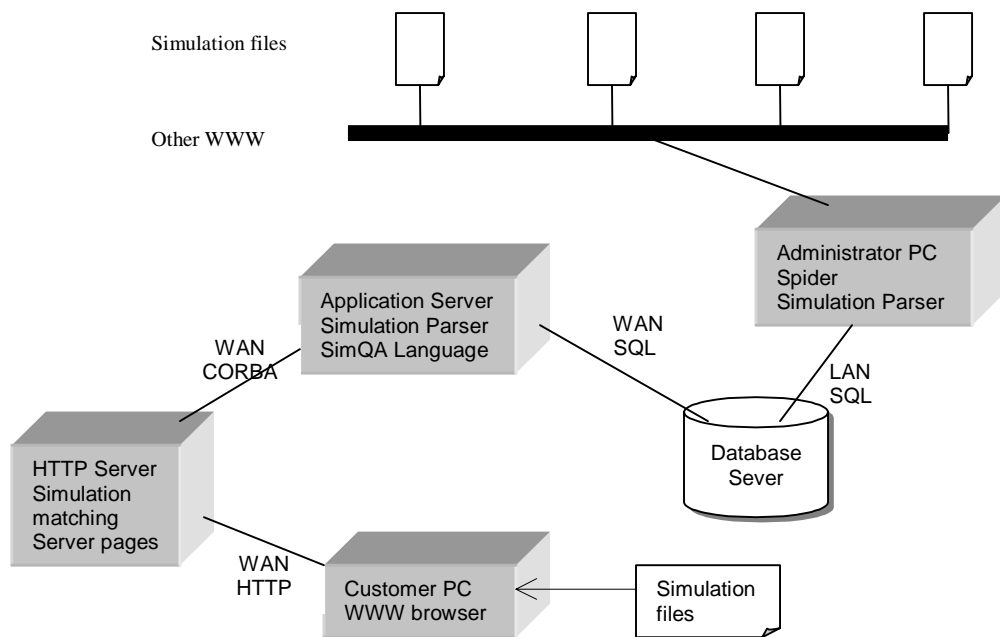 Simulation files
Other WWW
Administrator PC
Spider
Simulation Parser
Application Server
Simulation Parser
SimQA Language
WAN
SQL
WAN
CORBA
LAN
SQL
Database
Sever
HTTP Server
Simulation
matching
Server pages
WAN
HTTP
Customer PC
WWW browser
Simulation
files